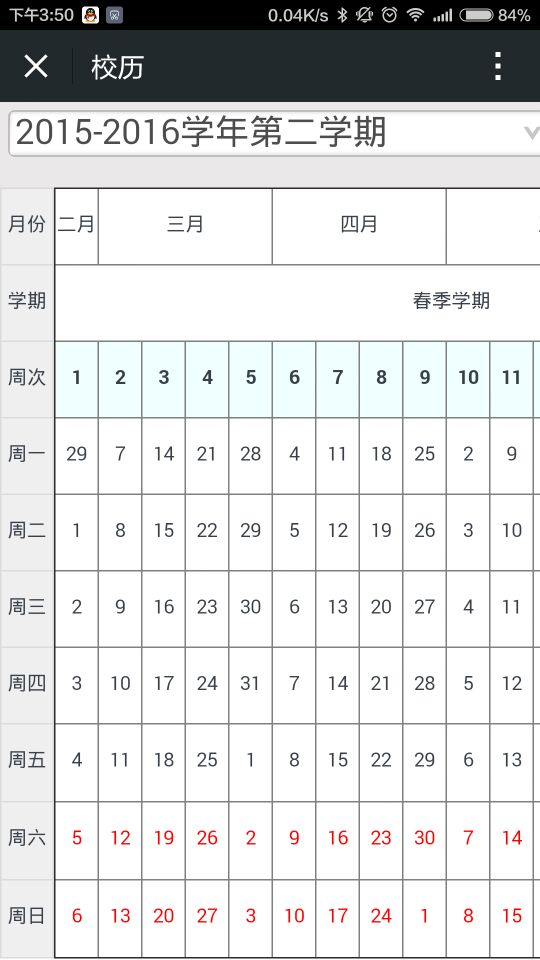 下午3:50 0.04K/s 84%
校历
2015-2016学年第二学期
月份 二月 三月 四月
学期 春季学期
周次 1 2 3 4 5 6 7 8 9 10 11
周一 29 7 14 21 28 4 11 18 25 2 9
周二 1 8 15 22 29 5 12 19 26 3 10
周三 2 9 16 23 30 6 13 20 27 4 11
周四 3 10 17 24 31 7 14 21 28 5 12
周五 4 11 18 25 1 8 15 22 29 6 13
周六 5 12 19 26 2 9 16 23 30 7 14
周日 6 13 20 27 3 10 17 24 1 8 15